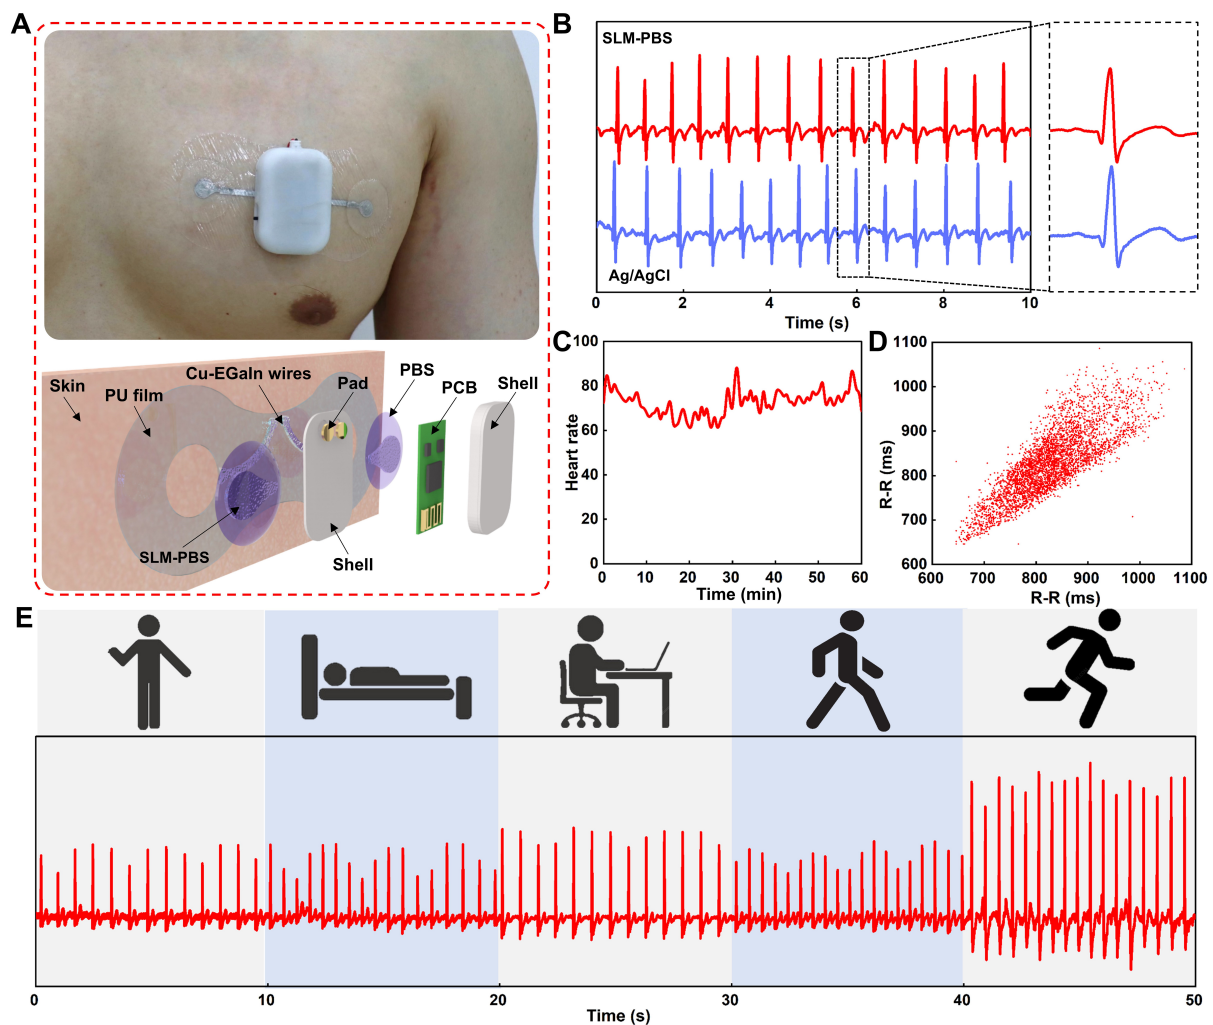 A
Skin
PU film
Cu-EGaIn wires
Pad
PBS
PCB
Shell
SLM-PBS
Shell
B
SLM-PBS
Ag/AgCl
0 2 4 6 8 10
Time (s)
C
Heart rate
100
80
60
40
20
0
0 10 20 30 40 50 60
Time (min)
D
R-R (ms)
1100
1000
900
800
700
600
600 700 800 900 1000 1100
R-R (ms)
E
0 10 20 30 40 50
Time (s)